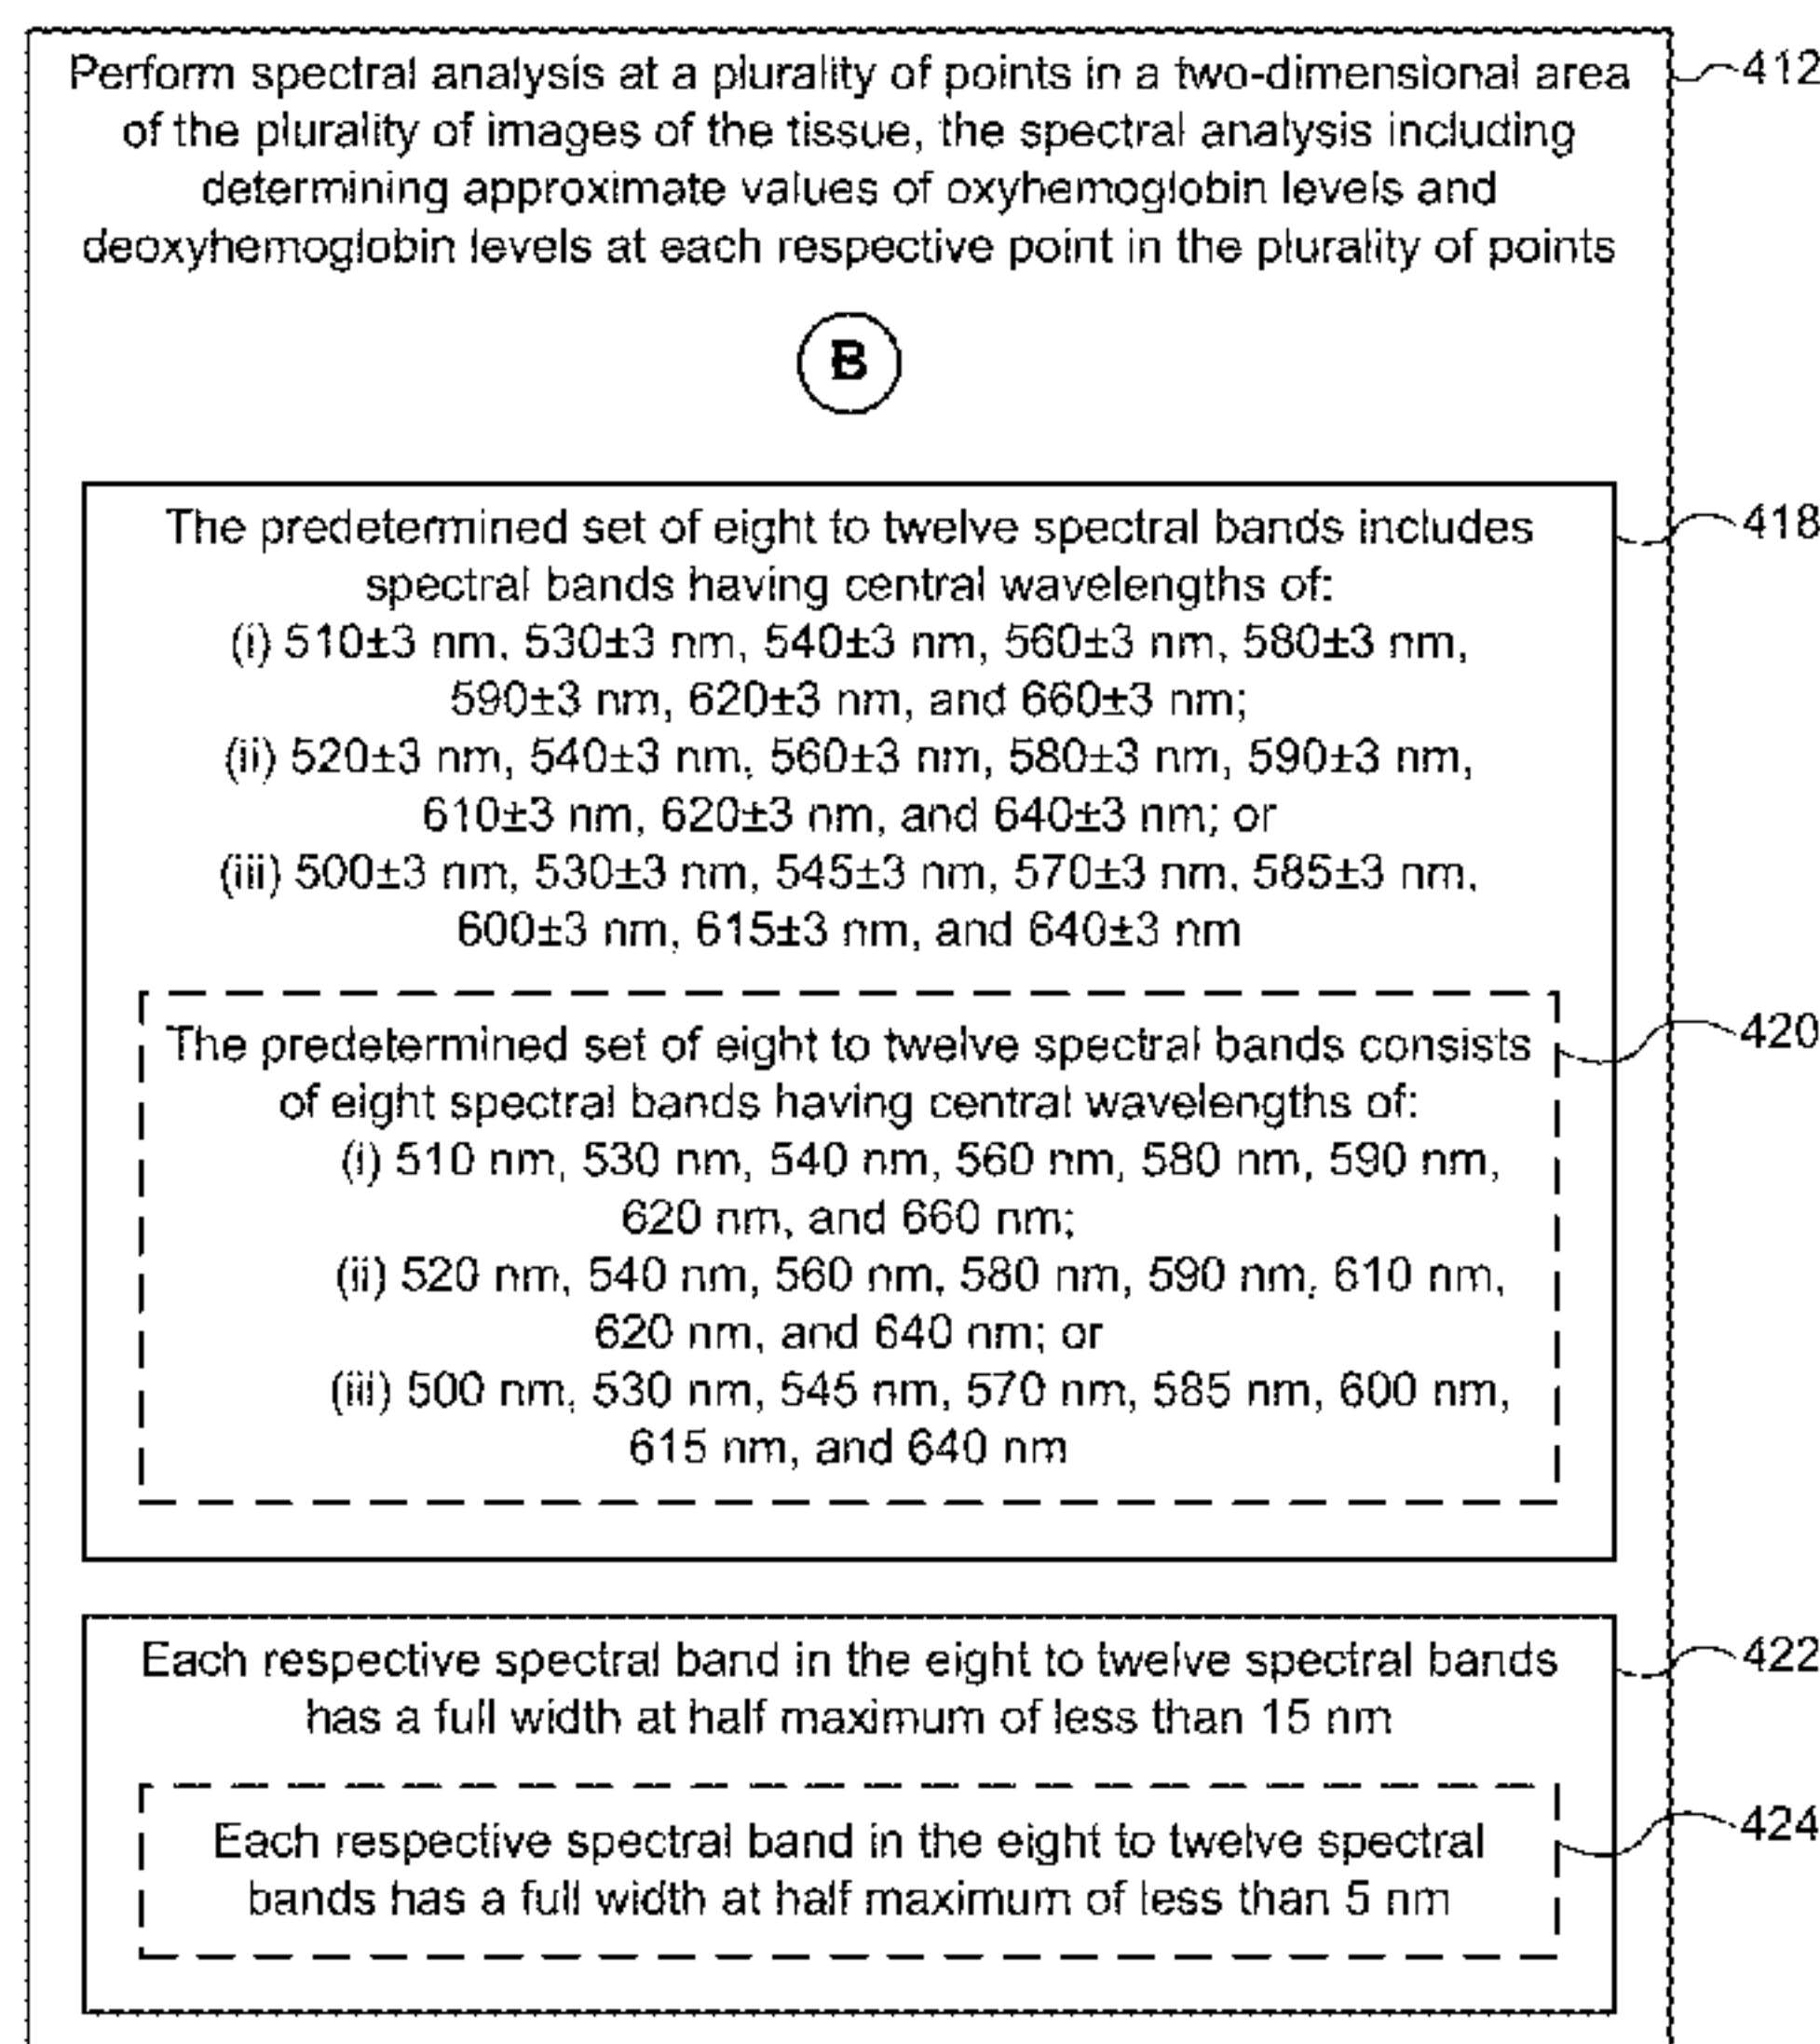 Perform spectral analysis at a plurality of points in a two-dimensional area
412
of the plurality of images of the tissue, the spectral analysis including
determining approximate values of oxyhemoglobin levels and
deoxyhemoglobin levels at each respective point in the plurality of points
B
The predetermined set of eight to twelve spectral bands includes
418
spectral bands having central wavelengths of:
(i) 510±3 nm, 530±3 nm, 540±3 nm, 560±3 nm, 580±3 nm,
590±3 nm, 620±3 nm, and 660±3 nm;
(ii) 520±3 nm, 540±3 nm, 560±3 nm, 580±3 nm, 590±3 nm,
610±3 nm, 620±3 nm, and 640±3 nm; or
(iii) 500±3 nm, 530±3 nm, 545±3 nm, 570±3 nm, 585±3 nm,
600±3 nm, 615±3 nm, and 640±3 nm
The predetermined set of eight to twelve spectral bands consists
420
of eight spectral bands having central wavelengths of:
(i) 510 nm, 530 nm, 540 nm, 560 nm, 580 nm, 590 nm,
620 nm, and 660 nm;
(ii) 520 nm, 540 nm, 560 nm, 580 nm, 590 nm, 610 nm,
620 nm, and 640 nm; or
(iii) 500 nm, 530 nm, 545 nm, 570 nm, 585 nm, 600 nm,
615 nm, and 640 nm
Each respective spectral band in the eight to twelve spectral bands
422
has a full width at half maximum of less than 15 nm
Each respective spectral band in the eight to twelve spectral
424
bands has a full width at half maximum of less than 5 nm